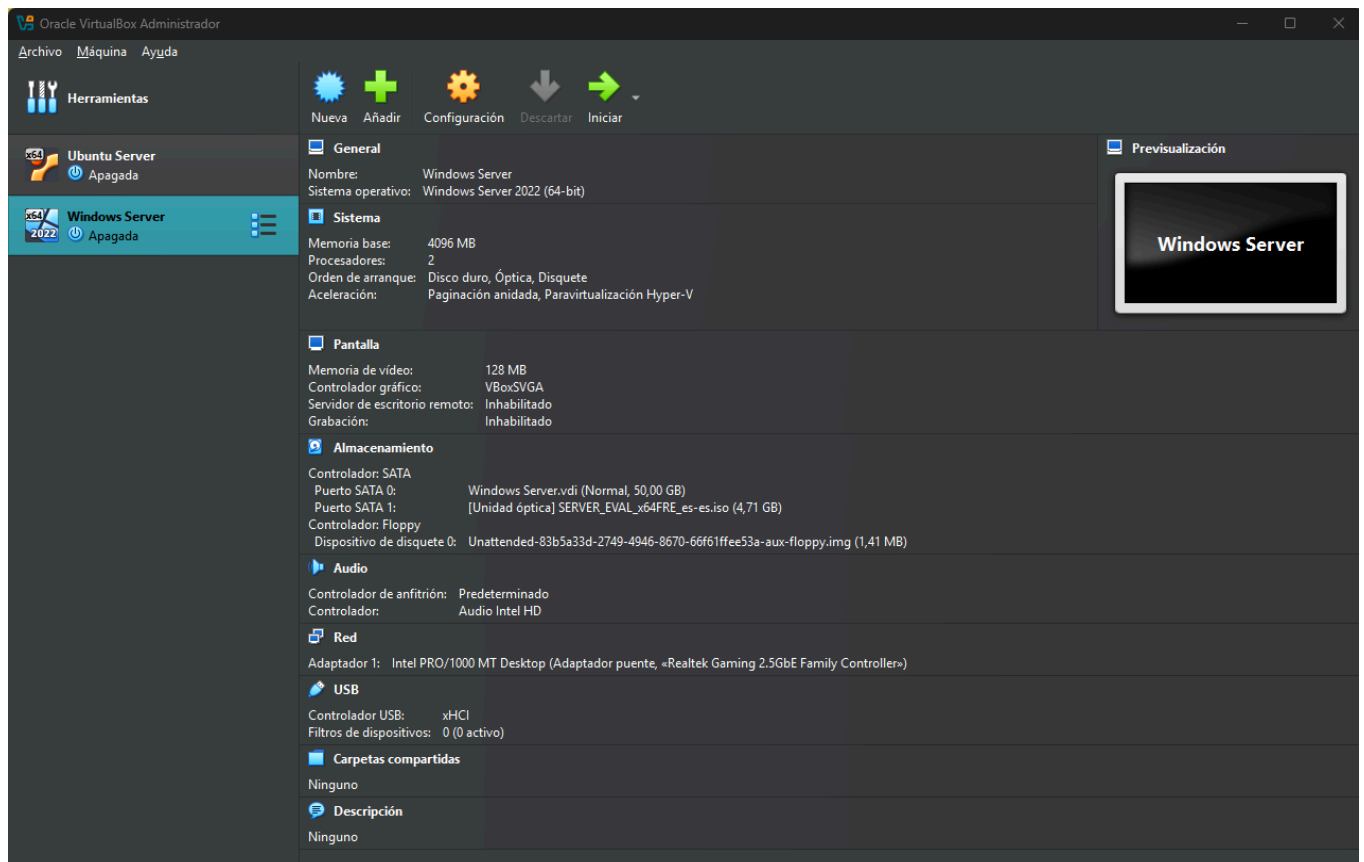 Oracle VirtualBox Administrador
Archivo Máquina Ayuda
Herramientas
Nueva Añadir Configuración Descartar Iniciar
x64
Ubuntu Server
Apagada
x64
2022
Windows Server
Apagada
General
Nombre: Windows Server
Sistema operativo: Windows Server 2022 (64-bit)
Previsualización
Windows Server
Sistema
Memoria base: 4096 MB
Procesadores: 2
Orden de arranque: Disco duro, Óptica, Disquete
Aceleración: Paginación anidada, Paravirtualización Hyper-V
Pantalla
Memoria de vídeo: 128 MB
Controlador gráfico: VBoxSVGA
Servidor de escritorio remoto: Inhabilitado
Grabación: Inhabilitado
Almacenamiento
Controlador: SATA
Puerto SATA 0: Windows Server.vdi (Normal, 50,00 GB)
Puerto SATA 1: [Unidad óptica] SERVER_EVAL_x64FRE_es-es.iso (4,71 GB)
Controlador: Floppy
Dispositivo de disquete 0: Unattended-83b5a33d-2749-4946-8670-66f61ffee53a-aux-floppy.img (1,41 MB)
Audio
Controlador de anfitrión: Predeterminado
Controlador: Audio Intel HD
Red
Adaptador 1: Intel PRO/1000 MT Desktop (Adaptador puente, «Realtek Gaming 2.5GbE Family Controller»)
USB
Controlador USB: xHCI
Filtros de dispositivos: 0 (0 activo)
Carpetas compartidas
Ninguno
Descripción
Ninguno